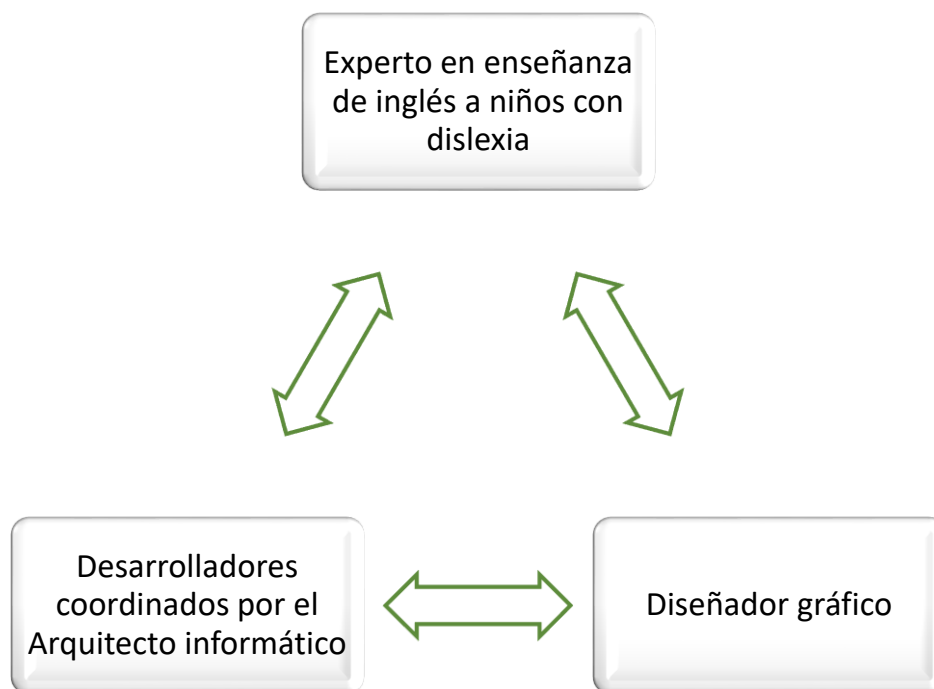 Experto en enseñanza
de inglés a niños con
dislexia
Desarrolladores
coordinados por el
Arquitecto informático
Diseñador gráfico